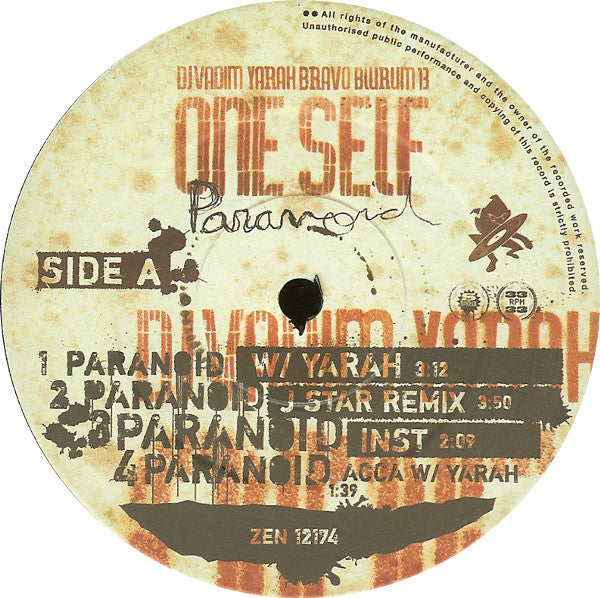 ●● All rights of the manufacturer and the owner of the recorded work reserved.
Unauthorised public performance and copying of this record is strictly prohibited.
DJ VADIM YARAH BRAVO BLURUM 13
ONE SELF
Paranoid
SIDE A
33
RPM
33
DJ VADIM YARAH
1 PARANOID W/ YARAH 3:12
2 PARANOID J STAR REMIX 3:50
3 PARANOID INST 2:09
4 PARANOID ACCA W/ YARAH
1:39
ZEN 12174